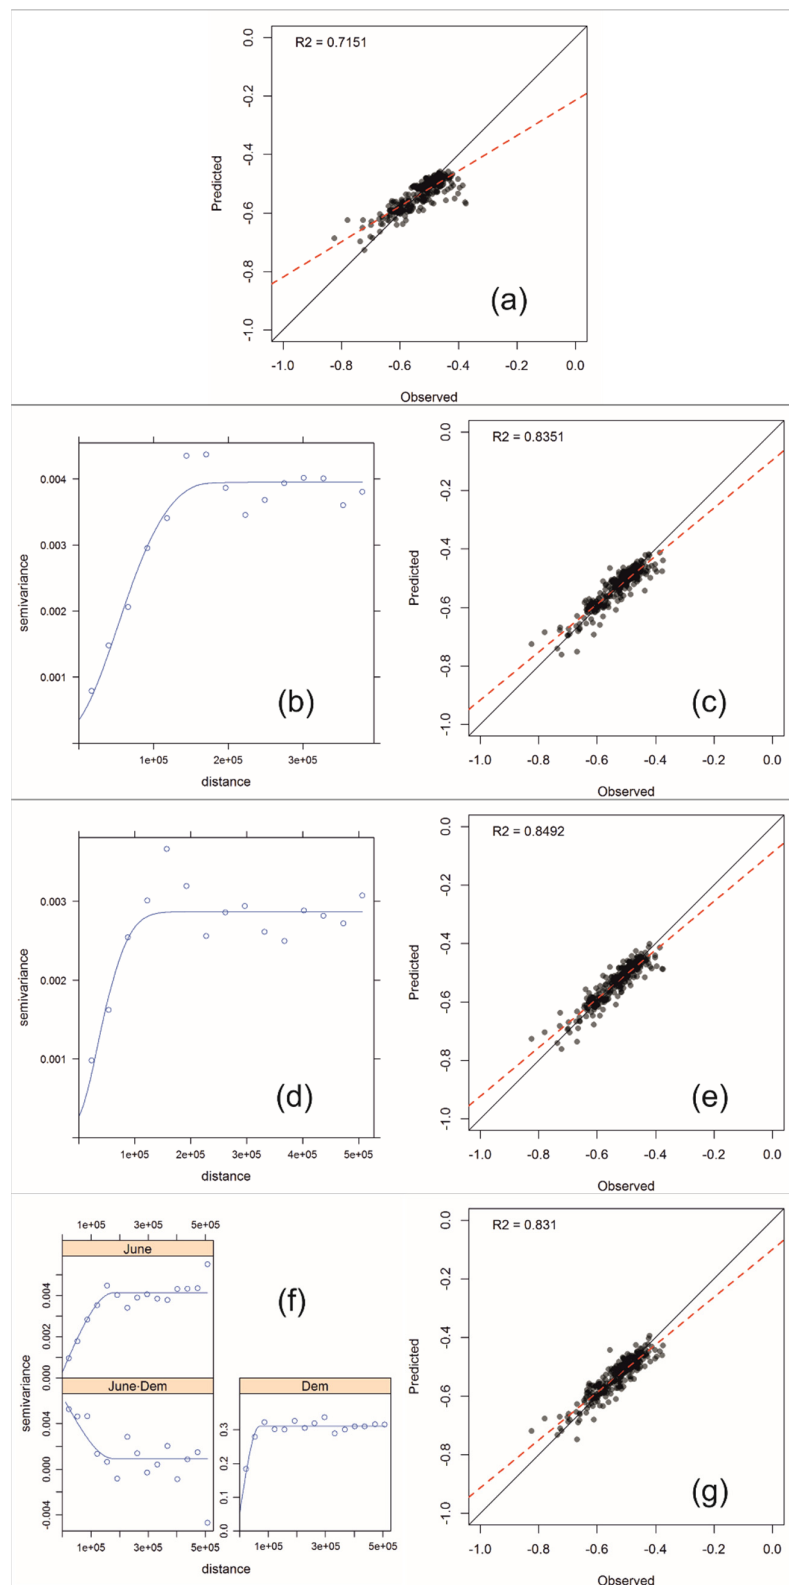 R2 = 0.7151
0.0
-0.2
-0.4
-0.6
-0.8
-1.0
Predicted
(a)
-1.0 -0.8 -0.6 -0.4 -0.2 0.0
Observed
0.004
0.003
0.002
0.001
semivariance
(b)
1e+05 2e+05 3e+05
distance
R2 = 0.8351
0.0
-0.2
-0.4
-0.6
-0.8
-1.0
Predicted
(c)
-1.0 -0.8 -0.6 -0.4 -0.2 0.0
Observed
0.003
0.002
0.001
semivariance
(d)
1e+05 2e+05 3e+05 4e+05 5e+05
distance
R2 = 0.8492
0.0
-0.2
-0.4
-0.6
-0.8
-1.0
Predicted
(e)
-1.0 -0.8 -0.6 -0.4 -0.2 0.0
Observed
1e+05 3e+05 5e+05
June
0.004
0.002
0.000
(f)
semivariance
June·Dem
0.004
0.000
-0.004
Dem
0.3
0.2
0.1
0.0
1e+05 3e+05 5e+05
1e+05 3e+05 5e+05
distance
R2 = 0.831
0.0
-0.2
-0.4
-0.6
-0.8
-1.0
Predicted
(g)
-1.0 -0.8 -0.6 -0.4 -0.2 0.0
Observed